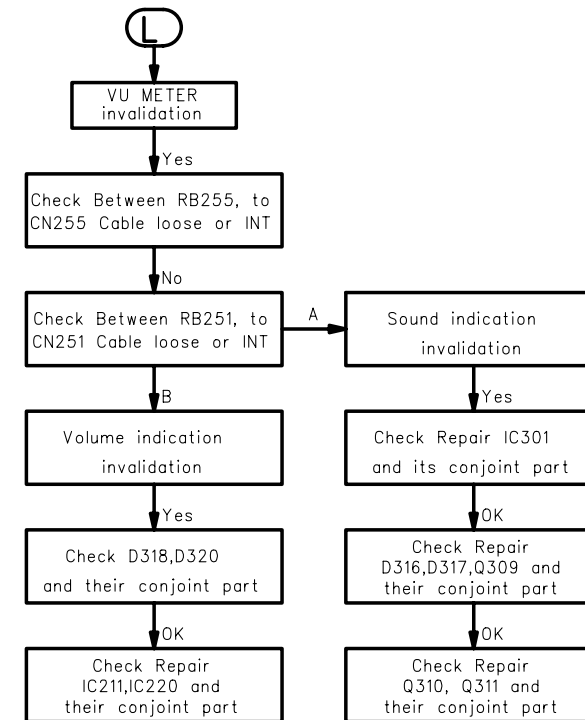 L
VU METER
invalidation
Yes
Check Between RB255, to
CN255 Cable loose or INT
No
Check Between RB251, to
CN251 Cable loose or INT
A
Sound indication
invalidation
B
Yes
Volume indication
invalidation
Check Repair IC301
and its conjoint part
Yes
OK
Check D318,D320
and their conjoint part
Check Repair
D316,D317,Q309 and
their conjoint part
OK
OK
Check Repair
IC211,IC220 and
their conjoint part
Check Repair
Q310, Q311 and
their conjoint part